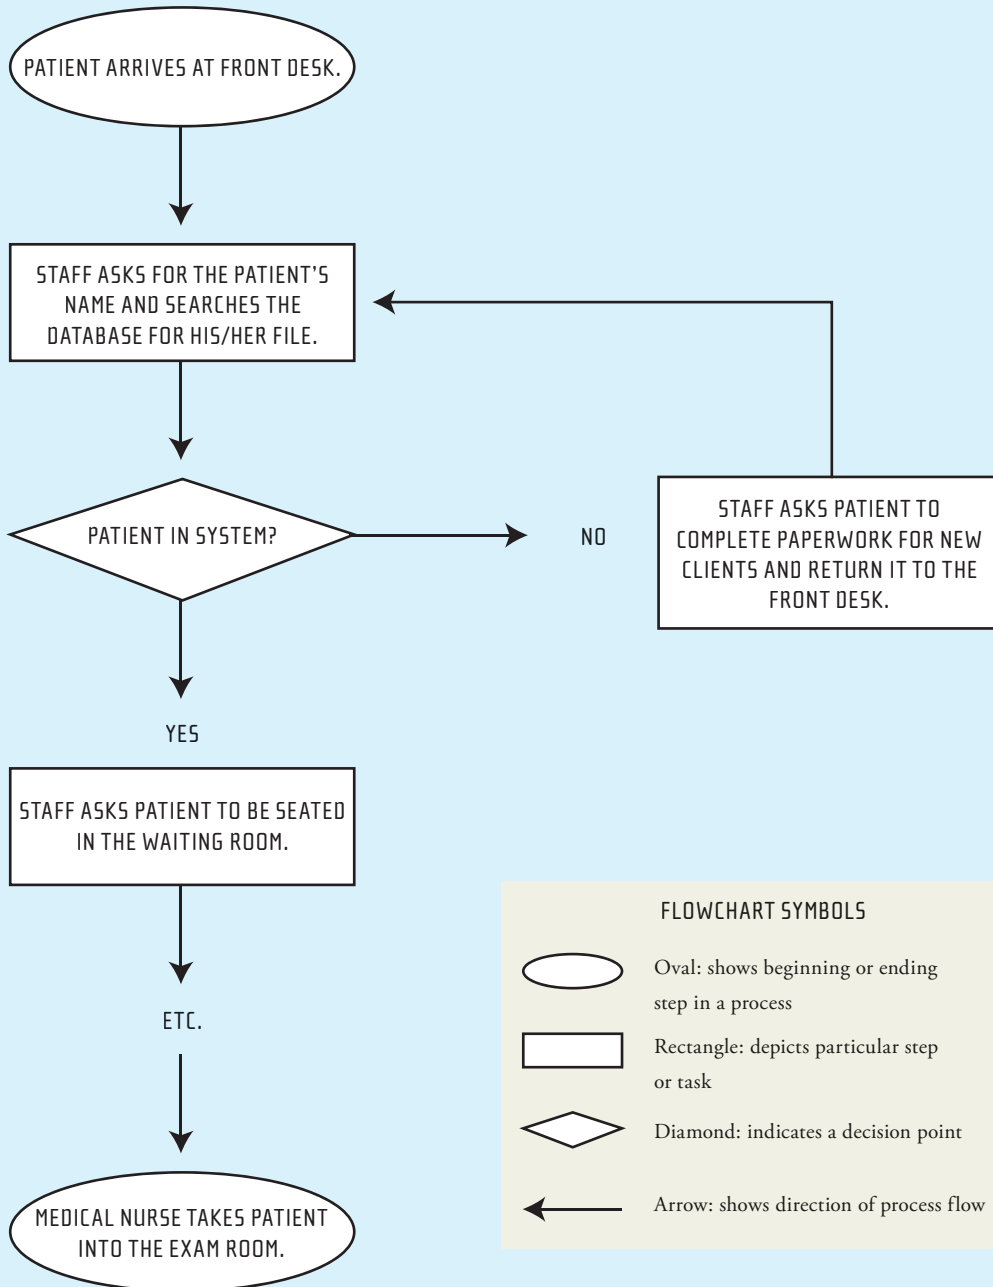 PATIENT ARRIVES AT FRONT DESK.
STAFF ASKS FOR THE PATIENT'S
NAME AND SEARCHES THE
DATABASE FOR HIS/HER FILE.
PATIENT IN SYSTEM?
NO
STAFF ASKS PATIENT TO
COMPLETE PAPERWORK FOR NEW
CLIENTS AND RETURN IT TO THE
FRONT DESK.
YES
STAFF ASKS PATIENT TO BE SEATED
IN THE WAITING ROOM.
ETC.
MEDICAL NURSE TAKES PATIENT
INTO THE EXAM ROOM.
FLOWCHART SYMBOLS
Oval: shows beginning or ending
step in a process
Rectangle: depicts particular step
or task
Diamond: indicates a decision point
Arrow: shows direction of process flow